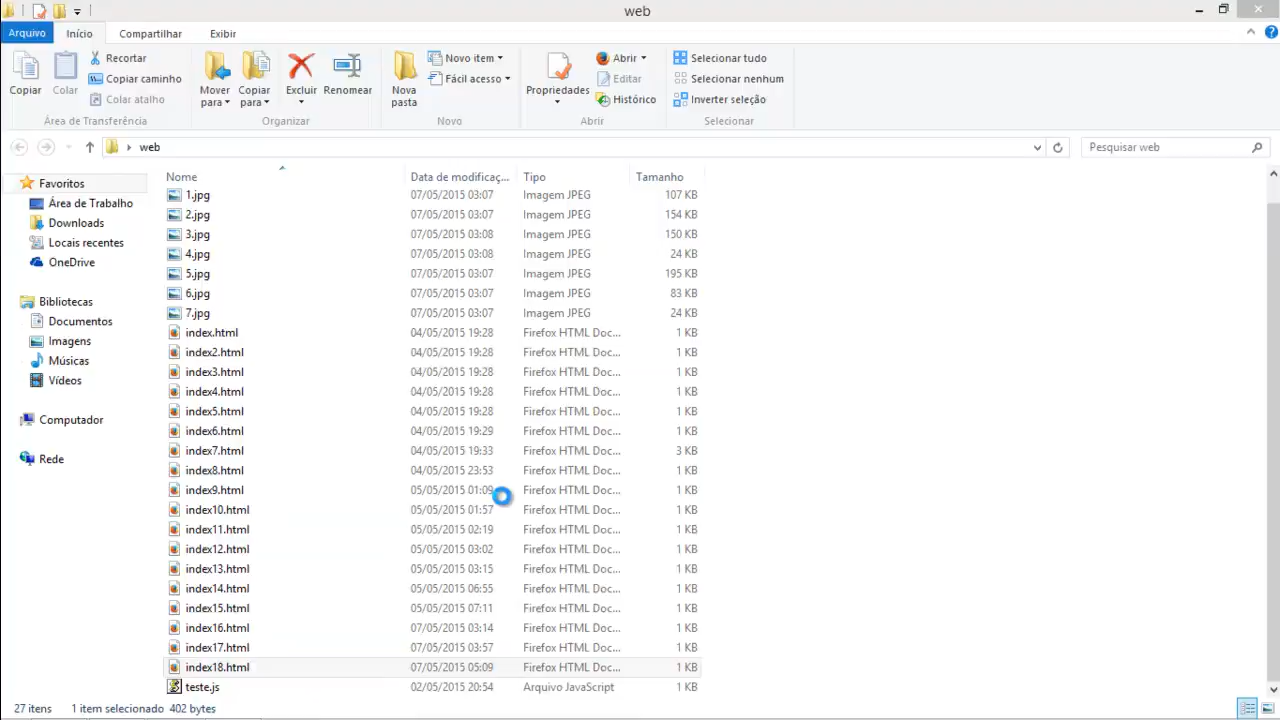 web
Arquivo Início Compartilhar Exibir
Copiar Colar Recortar Copiar caminho Colar atalho
Mover para Copiar para Excluir Renomear
Nova pasta Novo item Fácil acesso
Propriedades Abrir Editar Histórico
Selecionar tudo Selecionar nenhum Inverter seleção
Área de Transferência Organizar Novo Abrir Selecionar
web Pesquisar web
Favoritos
Área de Trabalho
Downloads
Locais recentes
OneDrive
Bibliotecas
Documentos
Imagens
Músicas
Vídeos
Computador
Rede
Nome Data de modificaç... Tipo Tamanho
1.jpg 07/05/2015 03:07 Imagem JPEG 107 KB
2.jpg 07/05/2015 03:07 Imagem JPEG 154 KB
3.jpg 07/05/2015 03:08 Imagem JPEG 150 KB
4.jpg 07/05/2015 03:08 Imagem JPEG 24 KB
5.jpg 07/05/2015 03:07 Imagem JPEG 195 KB
6.jpg 07/05/2015 03:07 Imagem JPEG 83 KB
7.jpg 07/05/2015 03:07 Imagem JPEG 24 KB
index.html 04/05/2015 19:28 Firefox HTML Doc... 1 KB
index2.html 04/05/2015 19:28 Firefox HTML Doc... 1 KB
index3.html 04/05/2015 19:28 Firefox HTML Doc... 1 KB
index4.html 04/05/2015 19:28 Firefox HTML Doc... 1 KB
index5.html 04/05/2015 19:28 Firefox HTML Doc... 1 KB
index6.html 04/05/2015 19:29 Firefox HTML Doc... 1 KB
index7.html 04/05/2015 19:33 Firefox HTML Doc... 3 KB
index8.html 04/05/2015 23:53 Firefox HTML Doc... 1 KB
index9.html 05/05/2015 01:09 Firefox HTML Doc... 1 KB
index10.html 05/05/2015 01:57 Firefox HTML Doc... 1 KB
index11.html 05/05/2015 02:19 Firefox HTML Doc... 1 KB
index12.html 05/05/2015 03:02 Firefox HTML Doc... 1 KB
index13.html 05/05/2015 03:15 Firefox HTML Doc... 1 KB
index14.html 05/05/2015 06:55 Firefox HTML Doc... 1 KB
index15.html 05/05/2015 07:11 Firefox HTML Doc... 1 KB
index16.html 07/05/2015 03:14 Firefox HTML Doc... 1 KB
index17.html 07/05/2015 03:57 Firefox HTML Doc... 1 KB
index18.html 07/05/2015 05:09 Firefox HTML Doc... 1 KB
teste.js 02/05/2015 20:54 Arquivo JavaScript 1 KB
27 itens 1 item selecionado 402 bytes